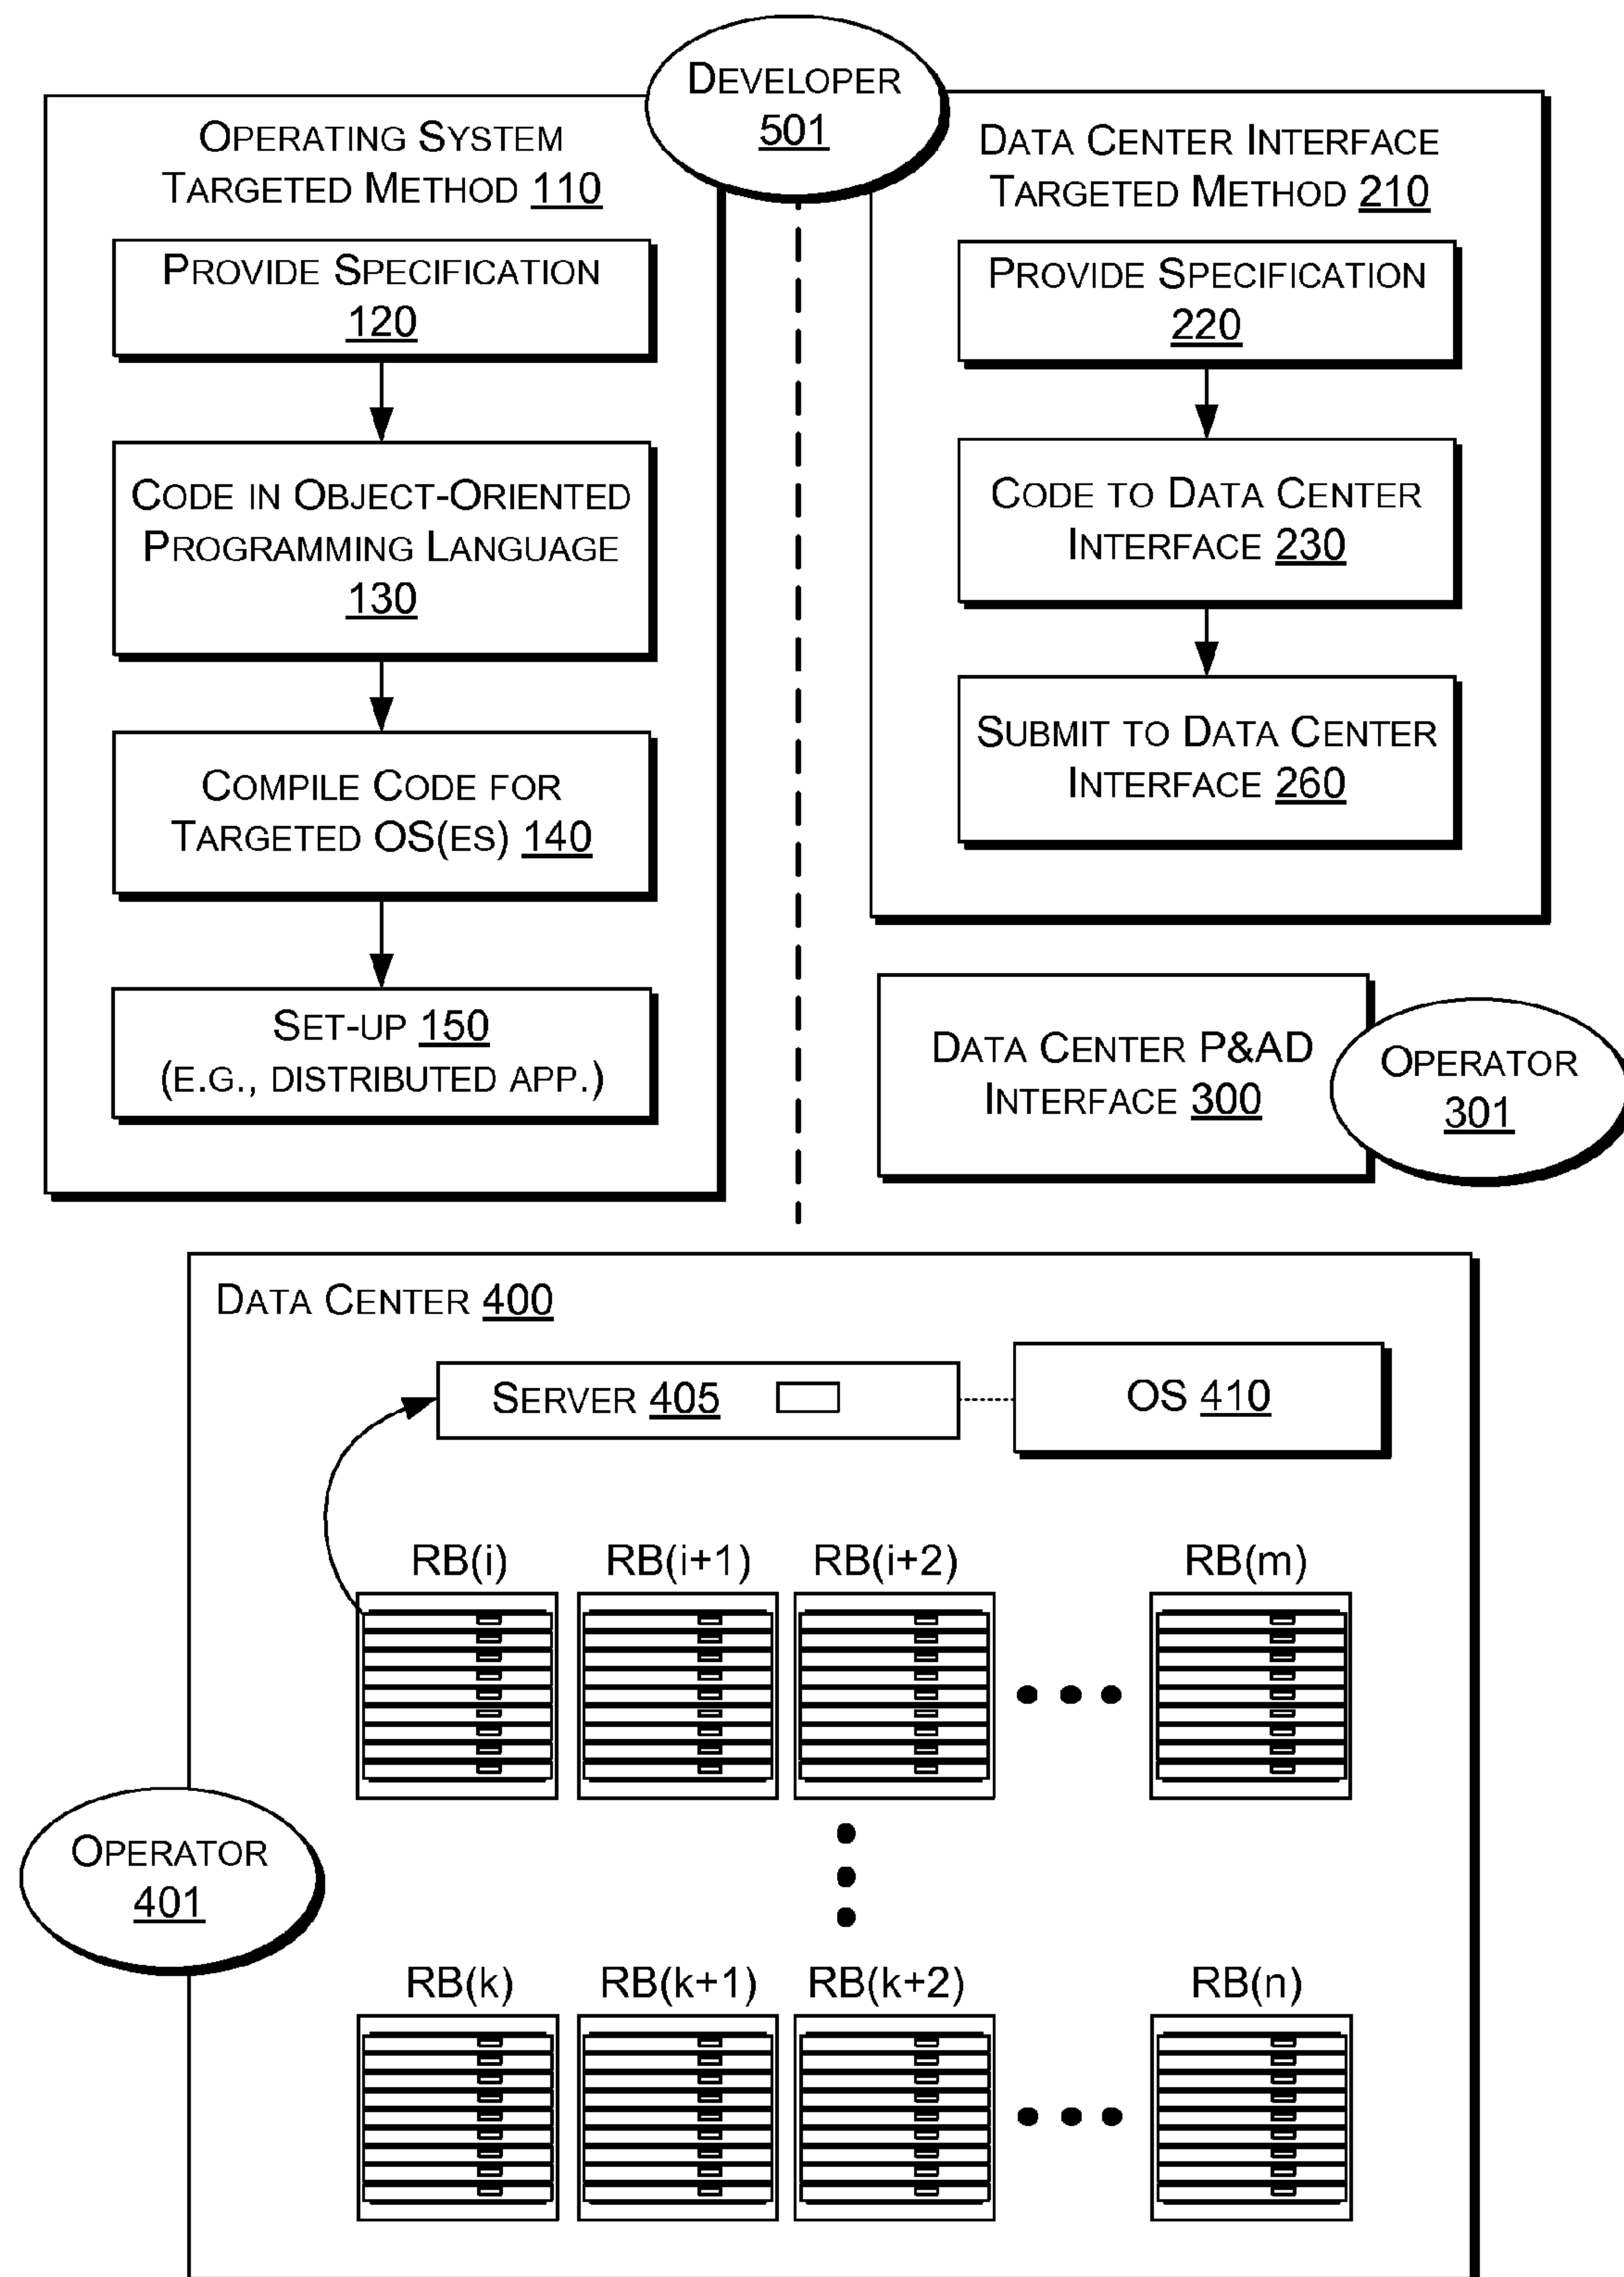 DEVELOPER
501
OPERATING SYSTEM
TARGETED METHOD 110
PROVIDE SPECIFICATION
120
CODE IN OBJECT-ORIENTED
PROGRAMMING LANGUAGE
130
COMPILE CODE FOR
TARGETED OS(ES) 140
SET-UP 150
(E.G., DISTRIBUTED APP.)
DATA CENTER INTERFACE
TARGETED METHOD 210
PROVIDE SPECIFICATION
220
CODE TO DATA CENTER
INTERFACE 230
SUBMIT TO DATA CENTER
INTERFACE 260
DATA CENTER P&AD
INTERFACE 300
OPERATOR
301
DATA CENTER 400
SERVER 405
OS 410
RB(i) RB(i+1) RB(i+2) RB(m)
OPERATOR
401
RB(k) RB(k+1) RB(k+2) RB(n)